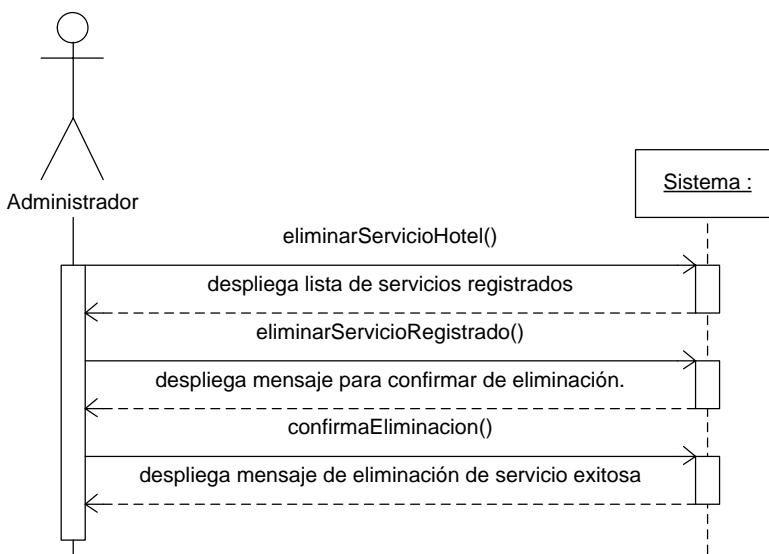 Administrador
Sistema :
eliminarServicioHotel()
despliega lista de servicios registrados
eliminarServicioRegistrado()
despliega mensaje para confirmar de eliminación.
confirmaEliminacion()
despliega mensaje de eliminación de servicio exitosa